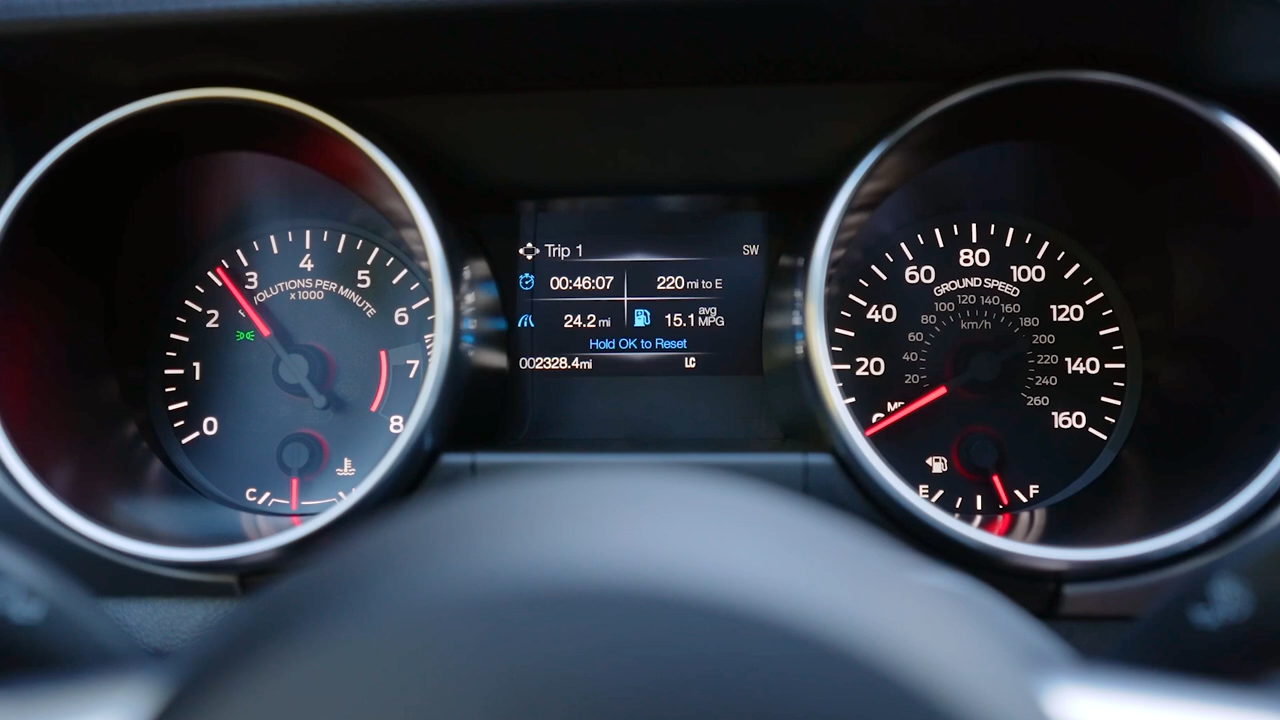 0
1
2
3
4
5
6
7
8
OLUTIONS PER MINUTE
x1000
C
Trip 1 SW
00:46:07 220 mi to E
24.2 mi 15.1 avg MPG
Hold OK to Reset
002328.4mi LC
20
40
60
80
100
120
140
160
GROUND SPEED
km/h
20
40
60
80
100
120
140
160
180
200
220
240
260
E F